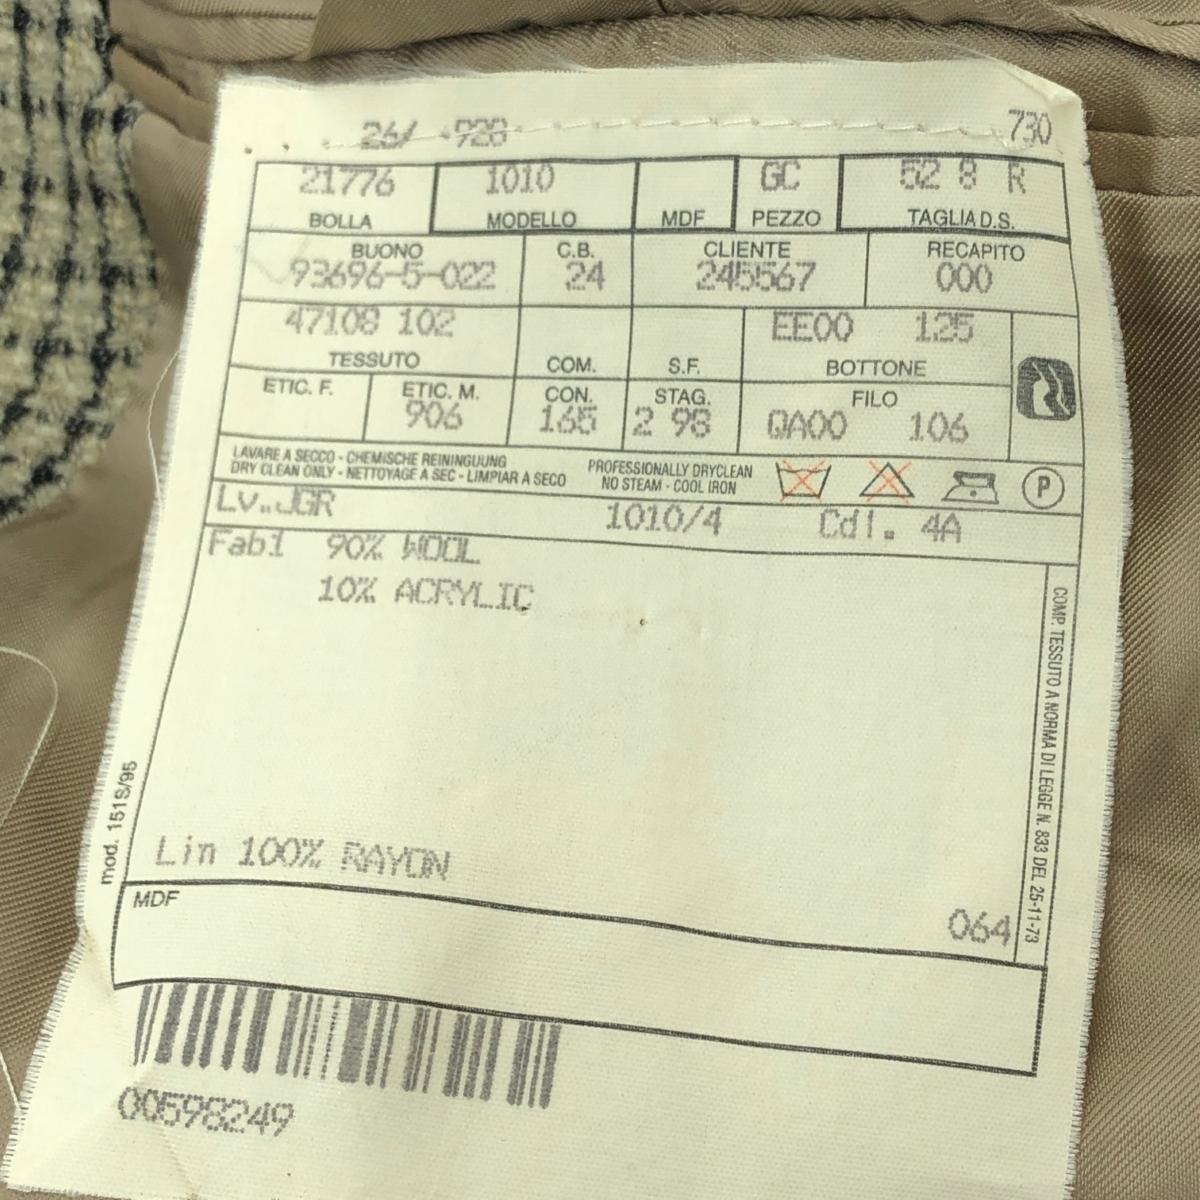 26/ -928 730
21776 1010 GC 52 8 R
BOLLA MODELLO MDF PEZZO TAGLIA D.S.
BUONO C.B. CLIENTE RECAPITO
93696-5-022 24 245567 000
47108 102 EE00 125
TESSUTO COM. S.F. BOTTONE
ETIC. F. ETIC. M. CON. STAG. FILO
906 165 2 98 QA00 106
LAVARE A SECCO - CHEMISCHE REININGUUNG
DRY CLEAN ONLY - NETTOYAGE A SEC - LIMPIAR A SECO
PROFESSIONALLY DRYCLEAN
NO STEAM - COOL IRON
P
Lv..JGR 1010/4 Cdl. 4A
Fab1 90% WOOL
10% ACRYLIC
COMP. TESSUTO A NORMA DI LEGGE N. 833 DEL 25-11-73
mod. 151S/95
Lin 100% RAYON
MDF
064
00598249